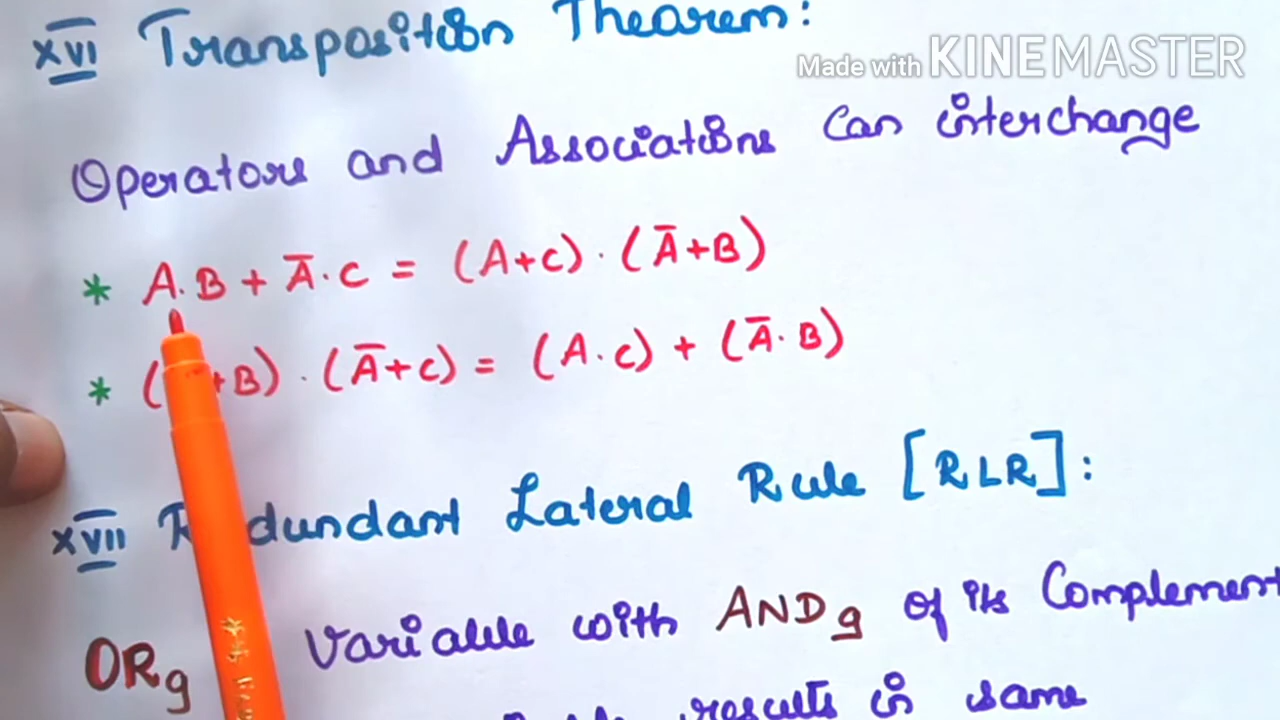 XVI Transposition Theorem:
Made with KINEMASTER
Operators and Associations can interchange
* A.B + A̅.C = (A+C) . (A̅+B)
* ( +B) . (A̅+C) = (A.C) + (A̅.B)
XVII Redundant Lateral Rule [RLR]:
ORg Variable with ANDg of its Complement
results in same